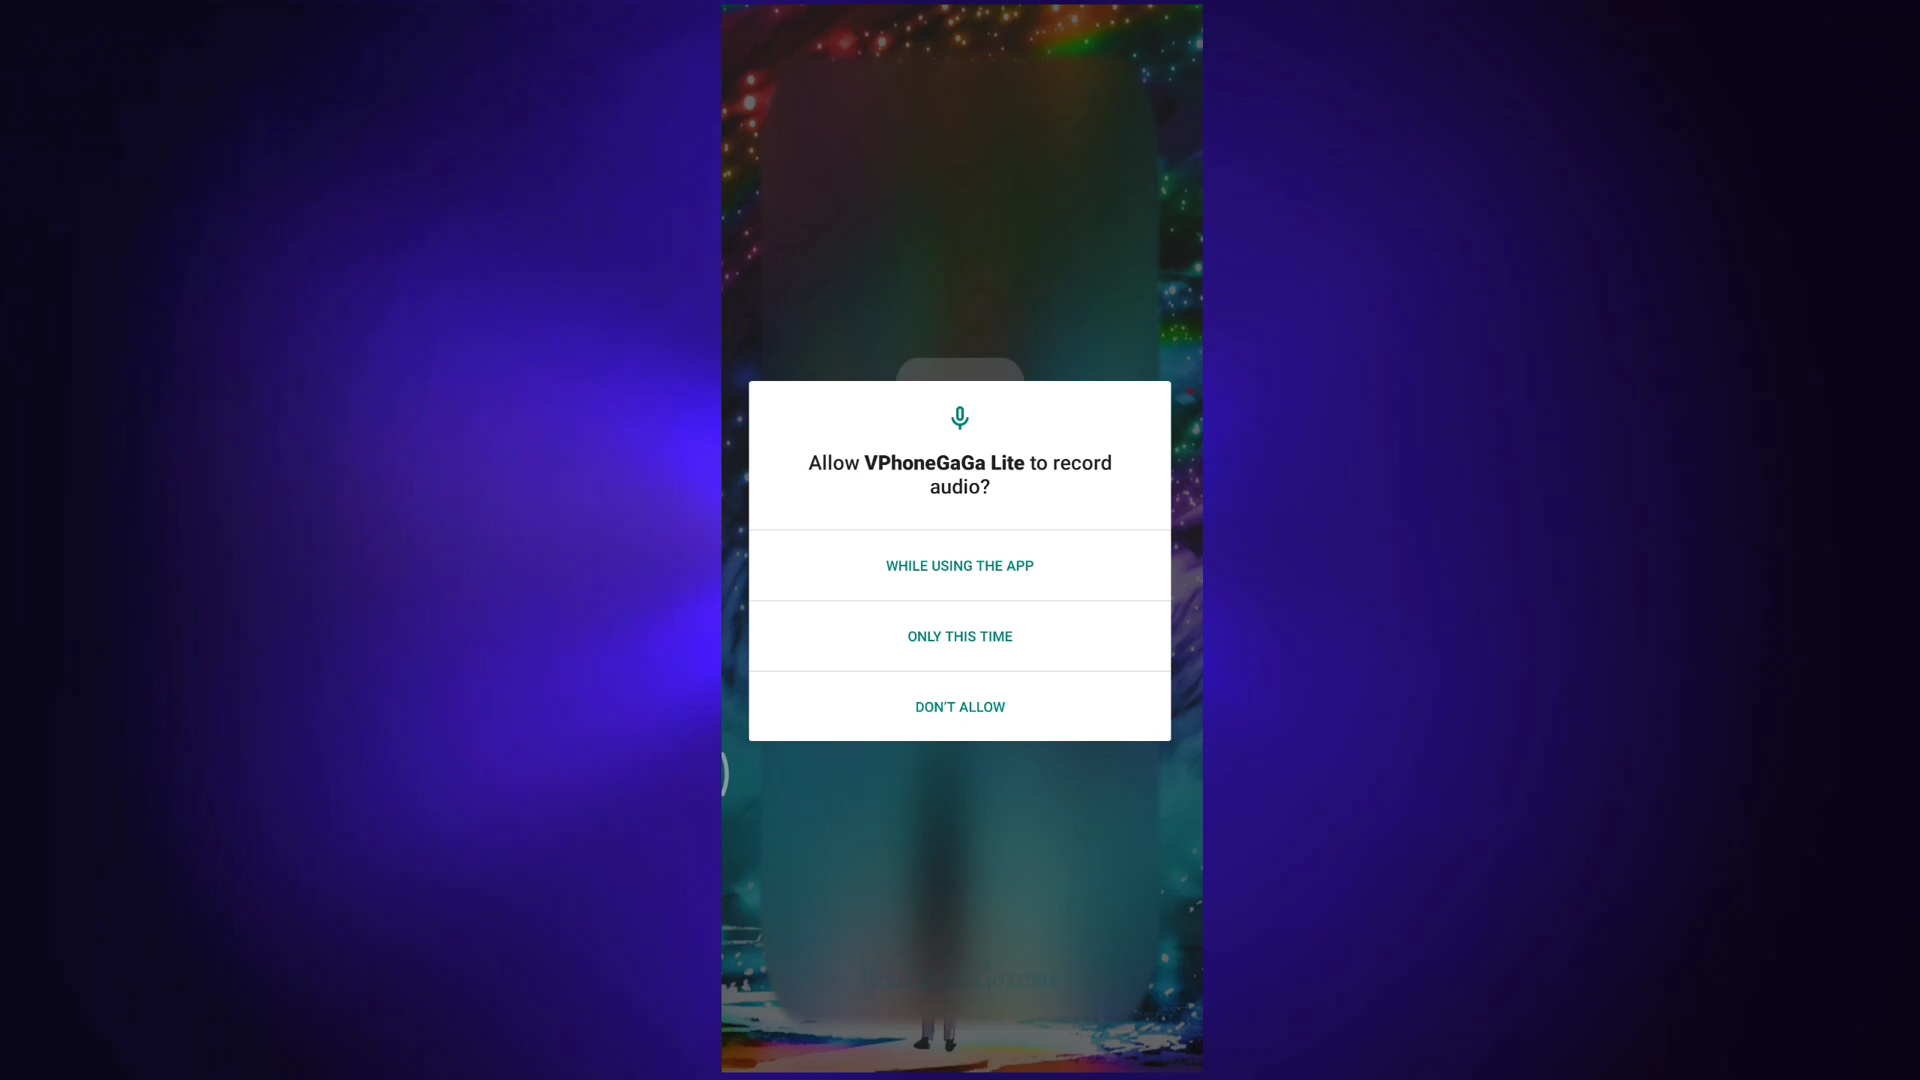 Allow VPhoneGaGa Lite to record
audio?
WHILE USING THE APP
ONLY THIS TIME
DON'T ALLOW